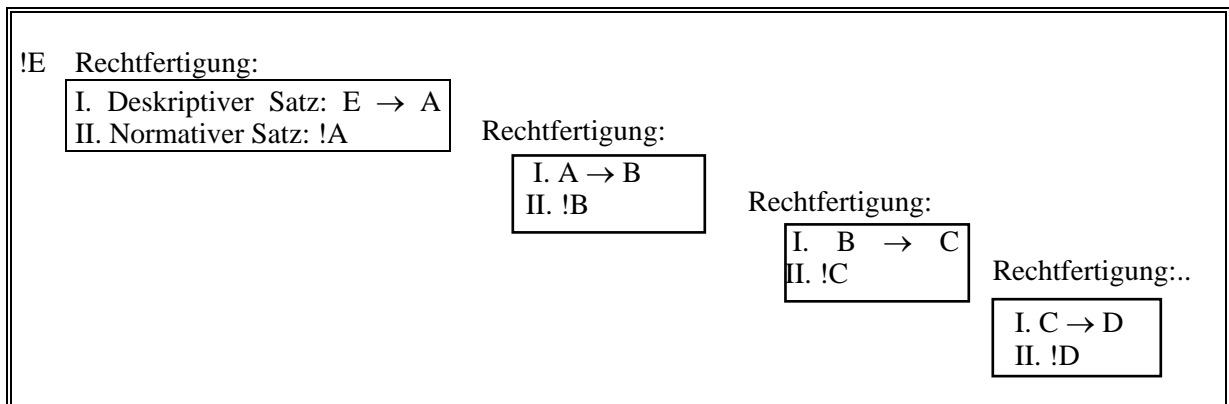 !E Rechtfertigung:
I. Deskriptiver Satz: E → A
II. Normativer Satz: !A
Rechtfertigung:
I. A → B
II. !B
Rechtfertigung:
I. B → C
II. !C
Rechtfertigung:..
I. C → D
II. !D